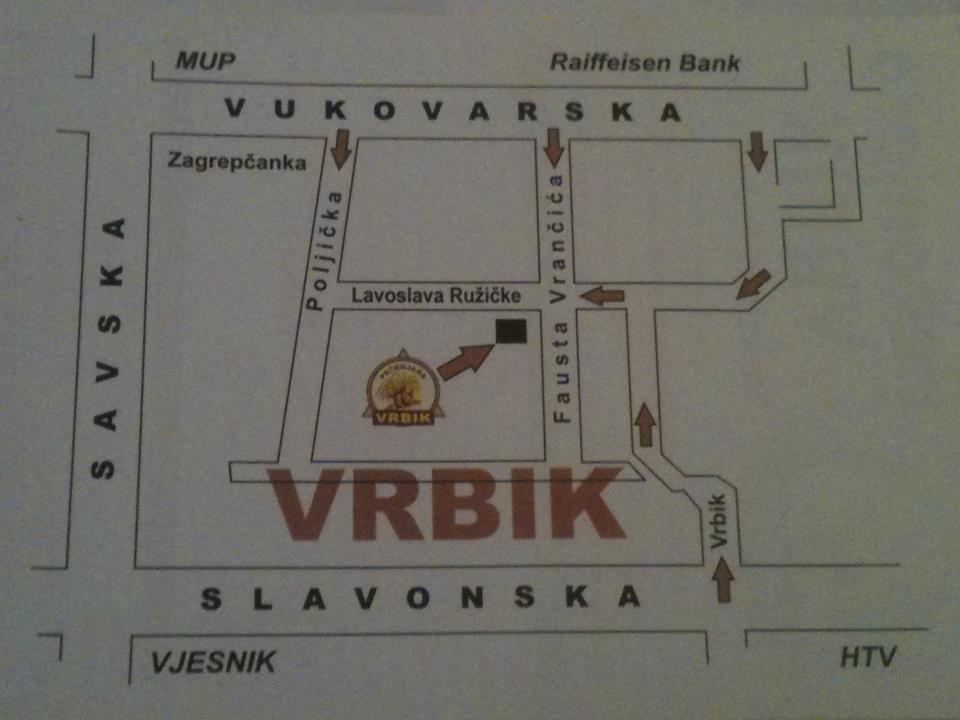 MUP
Raiffeisen Bank
VUKOVARSKA
Zagrepčanka
Poljička
Fausta Vrančića
Lavoslava Ružičke
SAVSKA
PEČENJARA
VRBIK
VRBIK
Vrbik
SLAVONSKA
VJESNIK
HTV